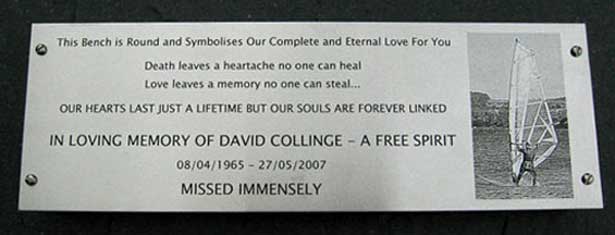 This Bench is Round and Symbolises Our Complete and Eternal Love For You
Death leaves a heartache no one can heal
Love leaves a memory no one can steal...
OUR HEARTS LAST JUST A LIFETIME BUT OUR SOULS ARE FOREVER LINKED
IN LOVING MEMORY OF DAVID COLLINGE - A FREE SPIRIT
08/04/1965 - 27/05/2007
MISSED IMMENSELY